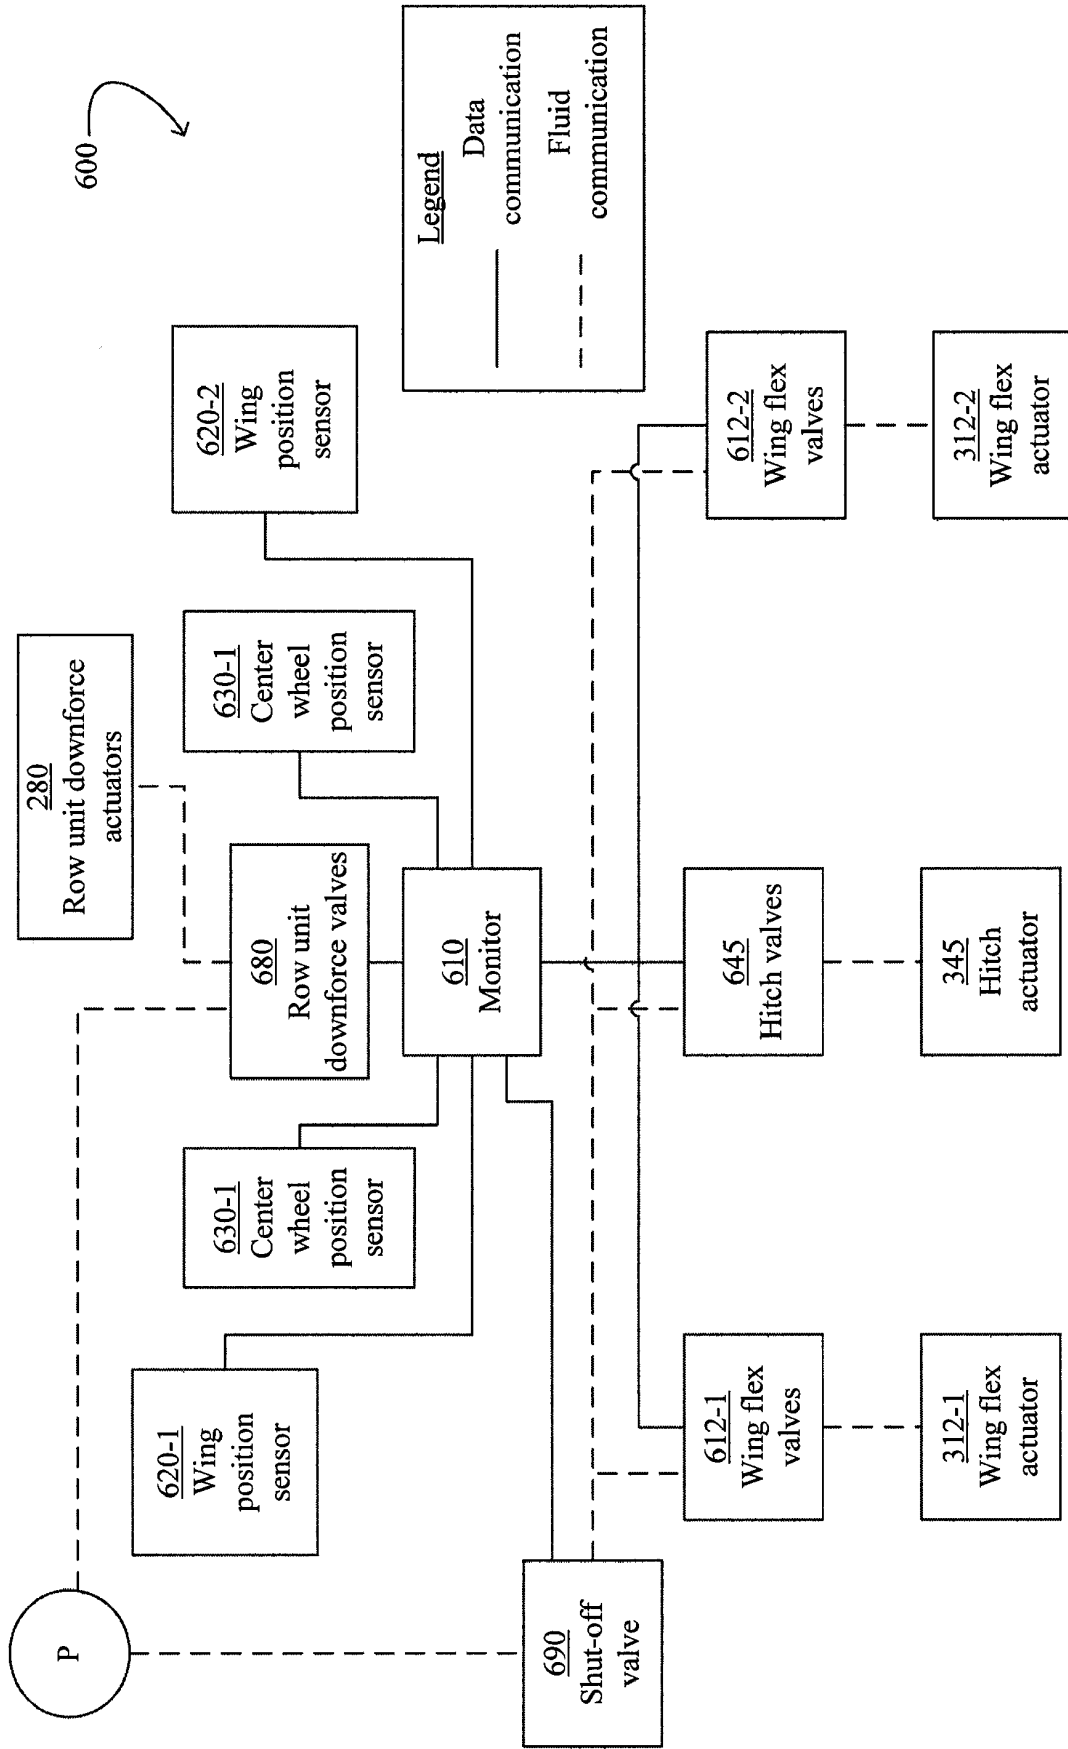 600
280
Row unit downforce
actuators
P
620-1
Wing
position
sensor
630-1
Center
wheel
position
sensor
680
Row unit
downforce valves
630-1
Center
wheel
position
sensor
620-2
Wing
position
sensor
610
Monitor
Legend
Data
communication
Fluid
communication
690
Shut-off
valve
612-1
Wing flex
valves
645
Hitch valves
612-2
Wing flex
valves
312-1
Wing flex
actuator
345
Hitch
actuator
312-2
Wing flex
actuator